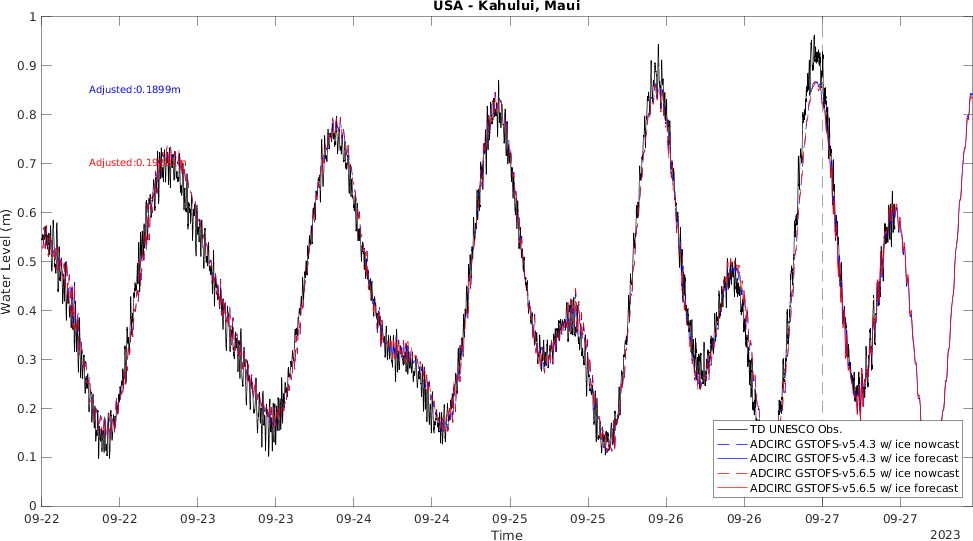 USA - Kahului, Maui
1
0.9
0.8
0.7
0.6
0.5
0.4
0.3
0.2
0.1
0
Water Level (m)
Adjusted:0.1899m
TD UNESCO Obs.
ADCIRC GSTOFS-v5.4.3 w/ ice nowcast
ADCIRC GSTOFS-v5.4.3 w/ ice forecast
ADCIRC GSTOFS-v5.6.5 w/ ice nowcast
ADCIRC GSTOFS-v5.6.5 w/ ice forecast
09-22 09-22 09-23 09-23 09-24 09-24 09-25 09-25 09-26 09-26 09-27 09-27
Time
2023